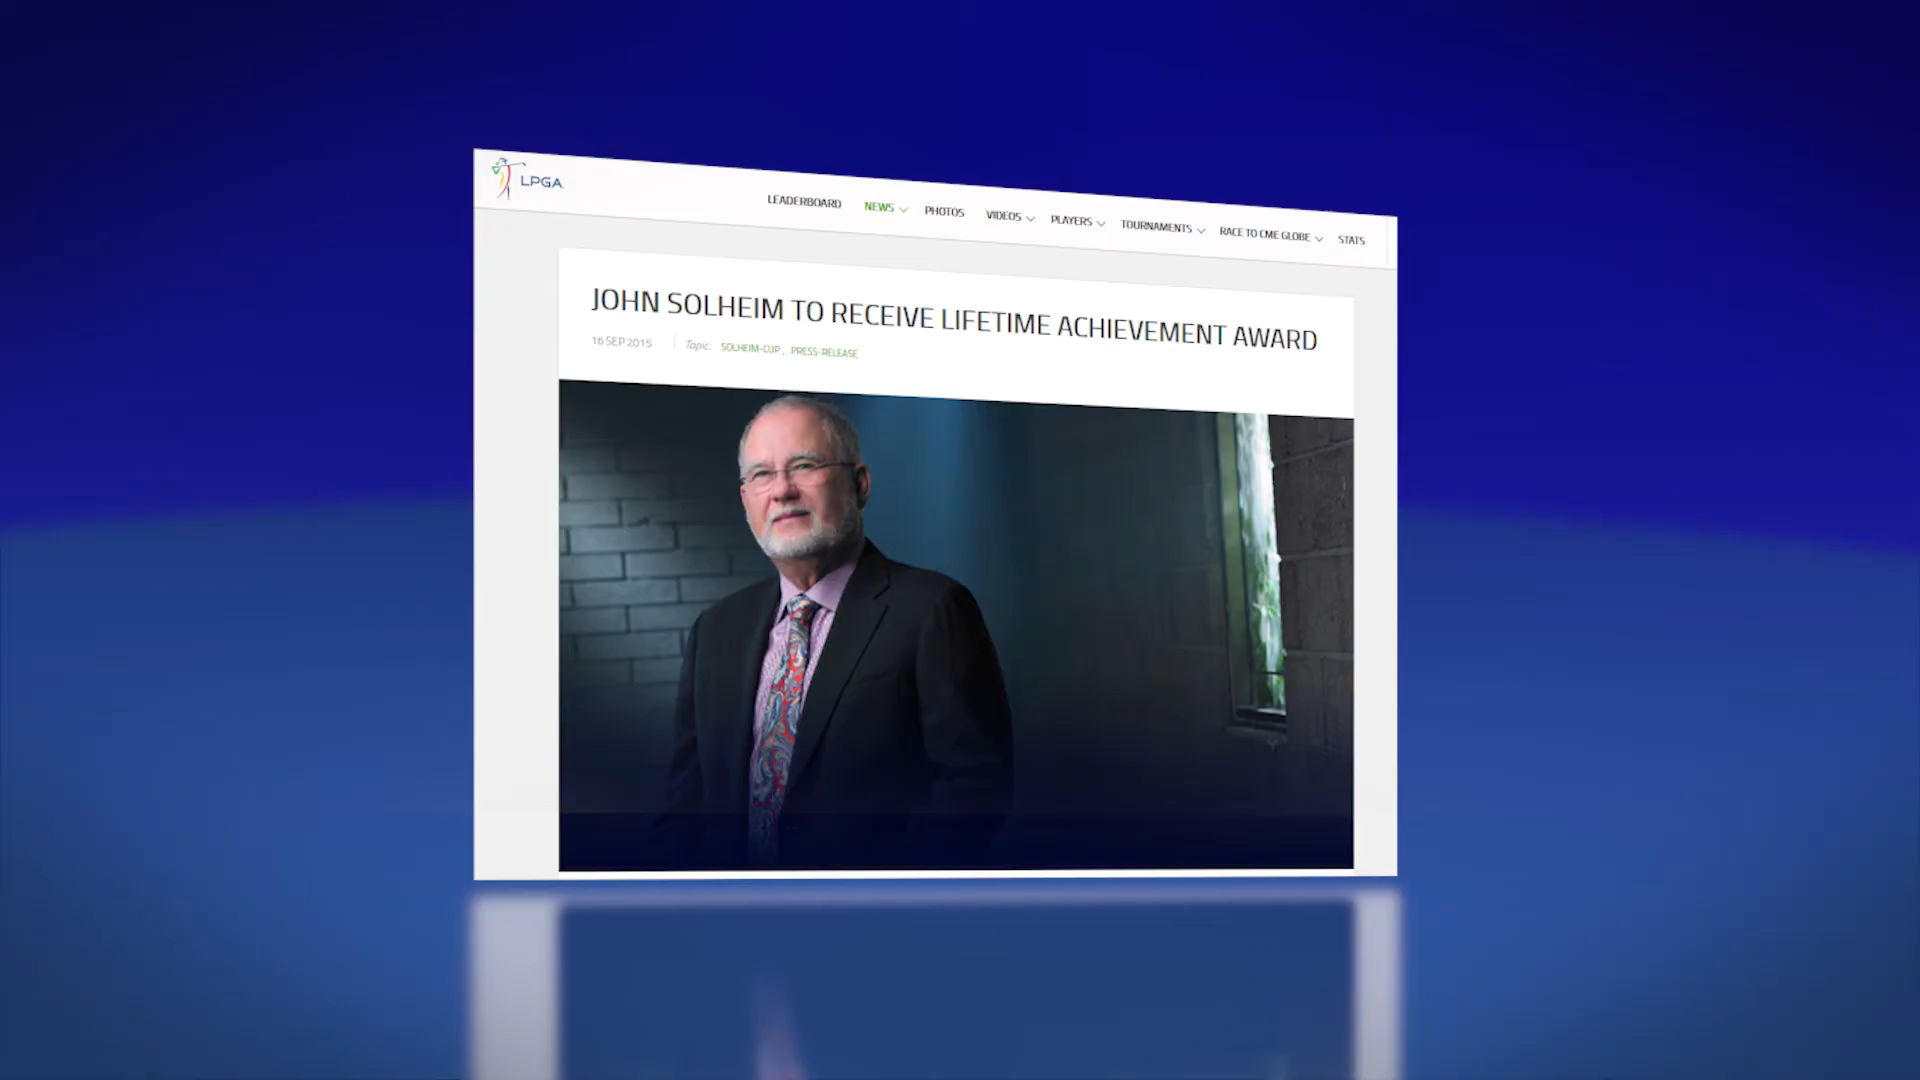 LPGA
LEADERBOARD NEWS PHOTOS VIDEOS PLAYERS TOURNAMENTS RACE TO CME GLOBE STATS
JOHN SOLHEIM TO RECEIVE LIFETIME ACHIEVEMENT AWARD
16 SEP 2015 Topic: SOLHEIM-CUP, PRESS-RELEASE